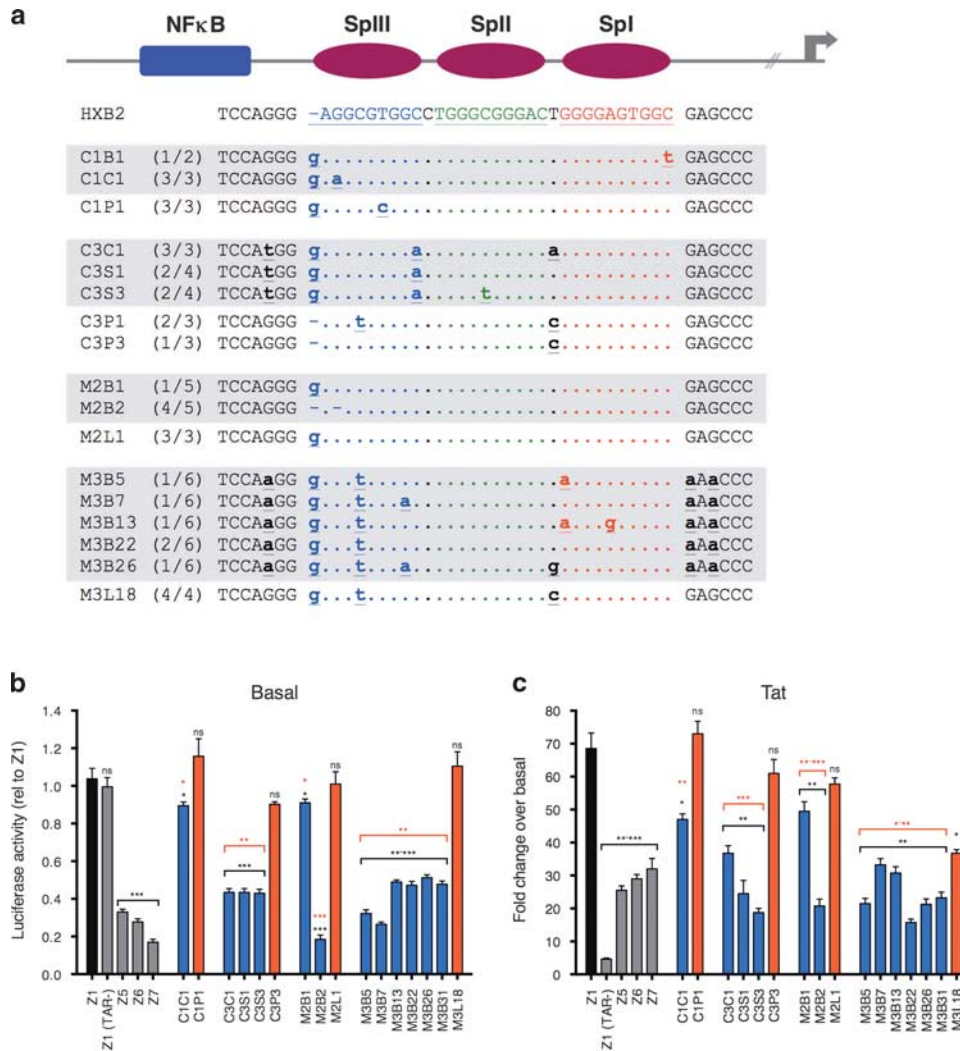 a
NFκB SpIII SpII SpI
HXB2 TCCAGGG -AGGCGTGGCCTGGGCGGGACTGGGGAGTGGC GAGCCC
C1B1 (1/2) TCCAGGG g..............................t GAGCCC
C1C1 (3/3) TCCAGGG g.a............................. GAGCCC
C1P1 (3/3) TCCAGGG g.....c......................... GAGCCC
C3C1 (3/3) TCCAtGG g........a...........a.......... GAGCCC
C3S1 (2/4) TCCAtGG g........a...................... GAGCCC
C3S3 (2/4) TCCAtGG g........a.....t................ GAGCCC
C3P1 (2/3) TCCAGGG -...t................c.......... GAGCCC
C3P3 (1/3) TCCAGGG -....................c.......... GAGCCC
M2B1 (1/5) TCCAGGG g............................... GAGCCC
M2B2 (4/5) TCCAGGG -.-............................. GAGCCC
M2L1 (3/3) TCCAGGG g............................... GAGCCC
M3B5 (1/6) TCCAaGG g...t.................a......... aAaCCC
M3B7 (1/6) TCCAaGG g...t...a....................... aAaCCC
M3B13 (1/6) TCCAaGG g...t.................a...g..... aAaCCC
M3B22 (2/6) TCCAaGG g...t........................... aAaCCC
M3B26 (1/6) TCCAaGG g...t...a............g.......... aAaCCC
M3L18 (4/4) TCCAGGG g...t................c.......... GAGCCC
b
Basal
Luciferase activity (rel to Z1)
1.4
1.2
1.0
0.8
0.6
0.4
0.2
0.0
ns *** * * ns ** *** ns * * *** *** ns ** **-*** ns
Z1 Z1 (TAR-) Z5 Z6 Z7 C1C1 C1P1 C3C1 C3S1 C3S3 C3P3 M2B1 M2B2 M2L1 M3B5 M3B7 M3B13 M3B22 M3B26 M3B31 M3L18
c
Tat
Fold change over basal
80
70
60
50
40
30
20
10
0
**-*** ** * ns *** ** ns **-*** ** ns *-** ** *
Z1 Z1 (TAR-) Z5 Z6 Z7 C1C1 C1P1 C3C1 C3S1 C3S3 C3P3 M2B1 M2B2 M2L1 M3B5 M3B7 M3B13 M3B22 M3B26 M3B31 M3L18